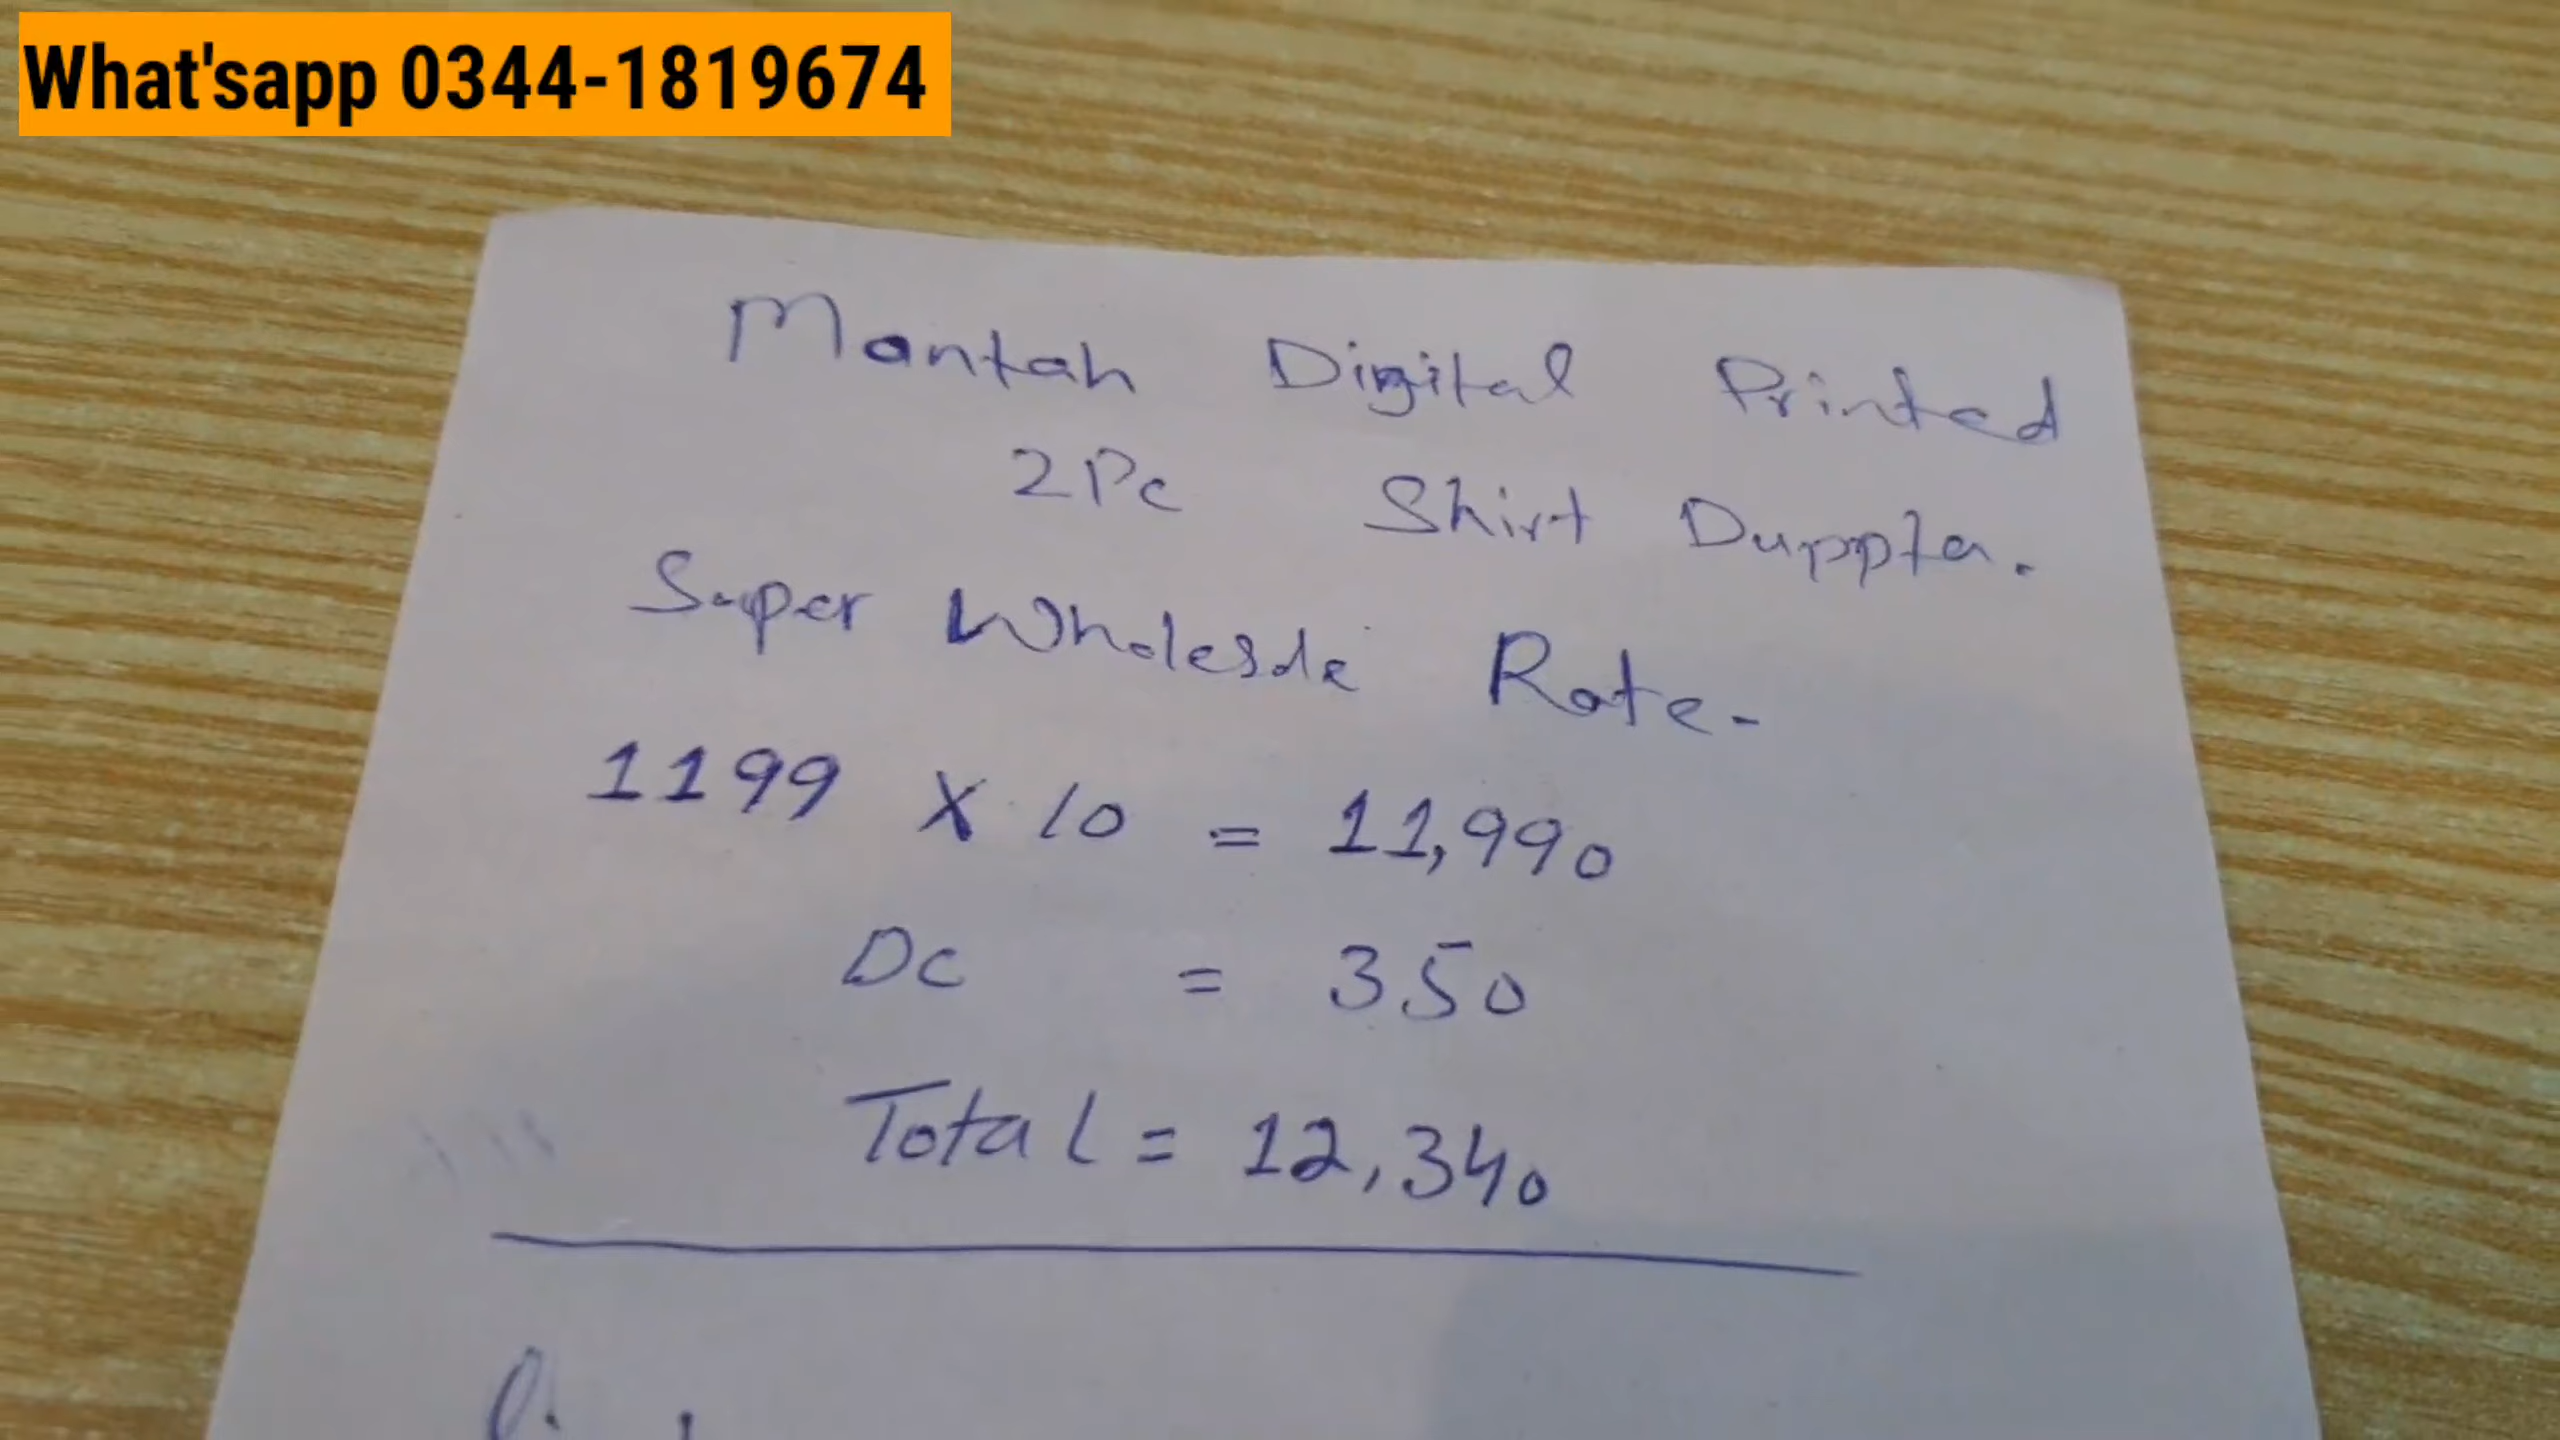 What'sapp 0344-1819674
Mantah Digital Printed
2Pc Shirt Duppta.
Super Wholesale Rate-
1199 X 10 = 11,990
DC = 350
Total = 12,340